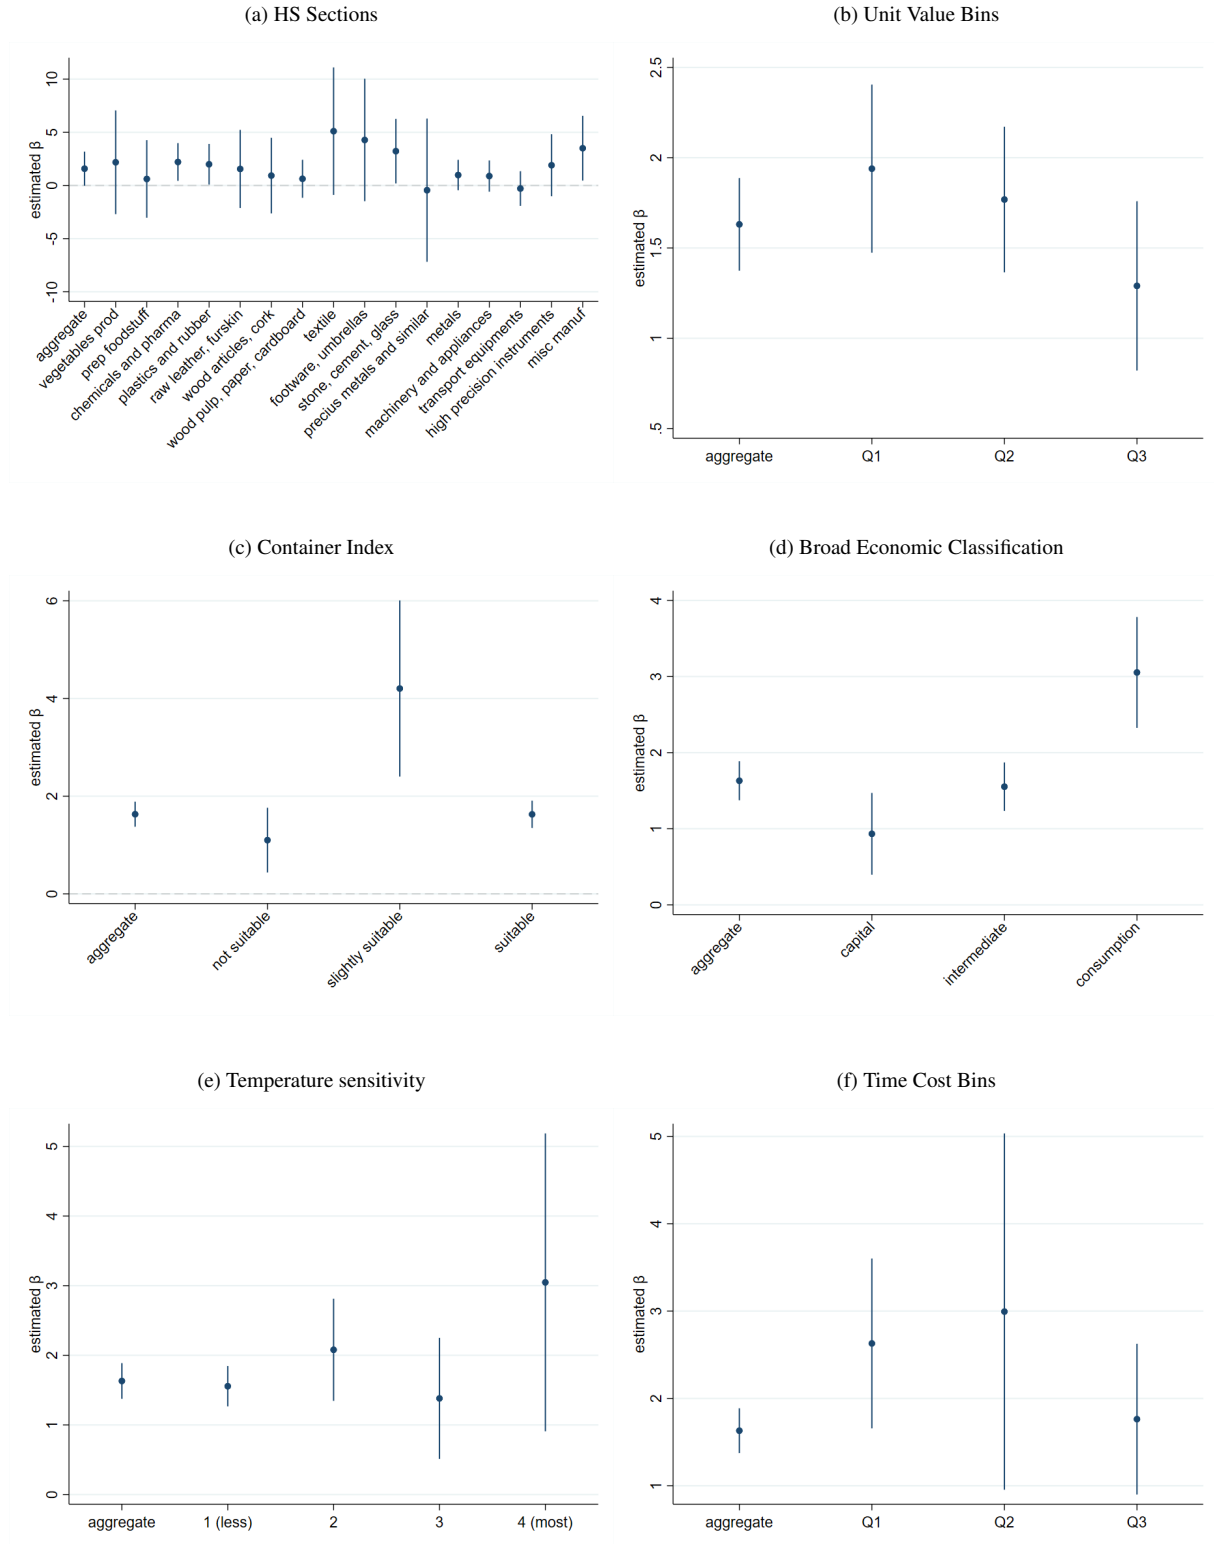 (a) HS Sections
estimated β
10
5
0
-5
-10
aggregate
vegetables prod
prep foodstuff
chemicals and pharma
plastics and rubber
raw leather, furskin
wood articles, cork
wood pulp, paper, cardboard
textile
footware, umbrellas
stone, cement, glass
precius metals and similar
metals
machinery and appliances
transport equipments
high precision instruments
misc manuf
(b) Unit Value Bins
estimated β
2.5
2
1.5
1
.5
aggregate
Q1
Q2
Q3
(c) Container Index
estimated β
6
4
2
0
aggregate
not suitable
slightly suitable
suitable
(d) Broad Economic Classification
estimated β
4
3
2
1
0
aggregate
capital
intermediate
consumption
(e) Temperature sensitivity
estimated β
5
4
3
2
1
0
aggregate
1 (less)
2
3
4 (most)
(f) Time Cost Bins
estimated β
5
4
3
2
1
aggregate
Q1
Q2
Q3